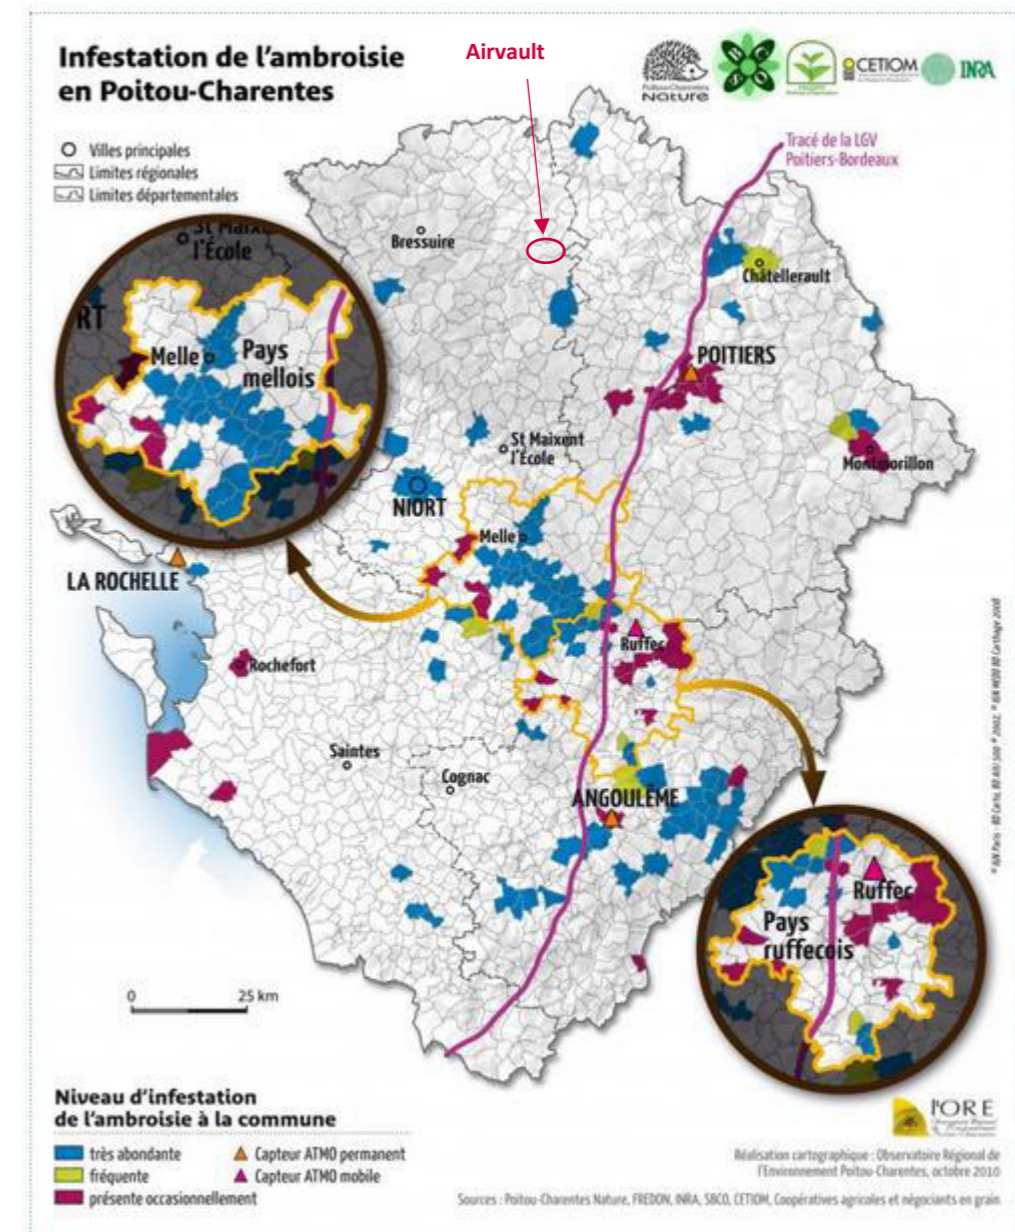 Infestation de l'ambroisie
en Poitou-Charentes
Airvault
Poitou-Charentes
Nature
CETIOM
INRA
Villes principales
Limites régionales
Limites départementales
Tracé de la LGV
Poitiers-Bordeaux
St Maix
l'École
Bressuire
Châtellerault
RT
Melle
Pays
mellois
POITIERS
St Maixent
l'École
Montmorillon
NIORT
Melle
LA ROCHELLE
Ruffec
Rochefort
Saintes
Cognac
ANGOULÊME
Ruffec
Pays
ruffecois
0 25 km
Niveau d'infestation
de l'ambroisie à la commune
très abondante
fréquente
présente occasionnellement
Capteur ATMO permanent
Capteur ATMO mobile
l'ORE
Réalisation cartographique : Observatoire Régional de
l'Environnement Poitou-Charentes, octobre 2010
Sources : Poitou-Charentes Nature, FREDON, INRA, SBCO, CETIOM, Coopératives agricoles et négociants en grain